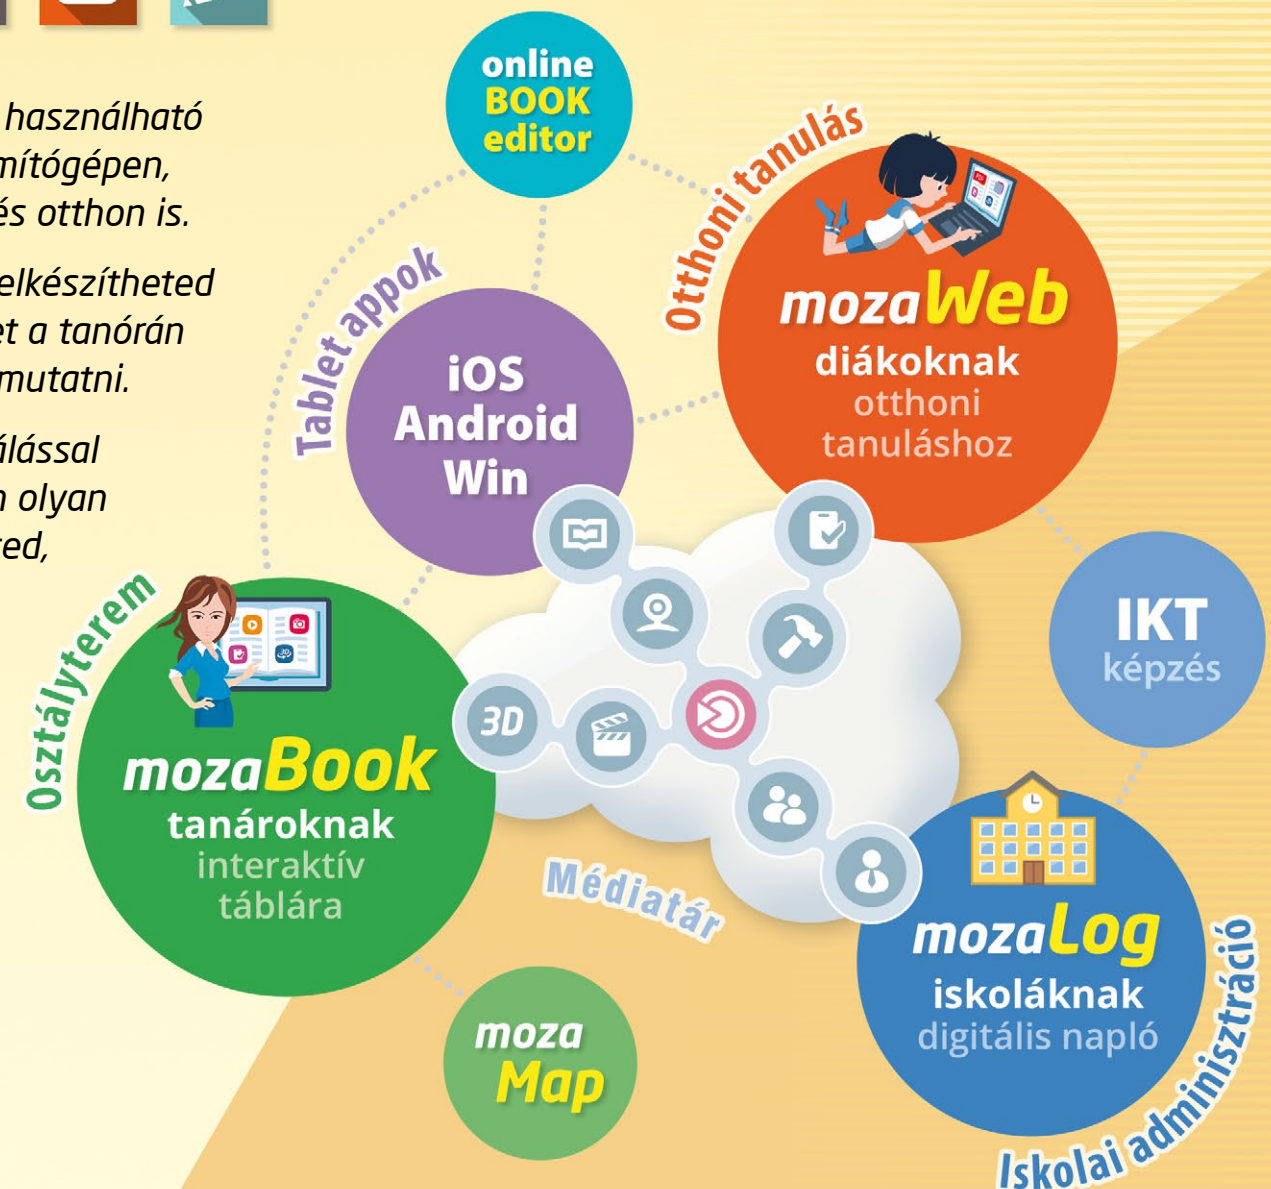 használható
mítógépen,
és otthon is.
elkészítheted
et a tanórán
mutatni.
álással
olyan
ed,
online
BOOK
editor
Otthoni tanulás
mozaWeb
diákoknak
otthoni
tanuláshoz
Tablet appok
iOS
Android
Win
IKT
képzés
Osztályterem
3D
mozaBook
tanároknak
interaktív
táblára
3D
Médiatár
mozaLog
iskoláknak
digitális napló
Iskolai adminisztráció
moza
Map